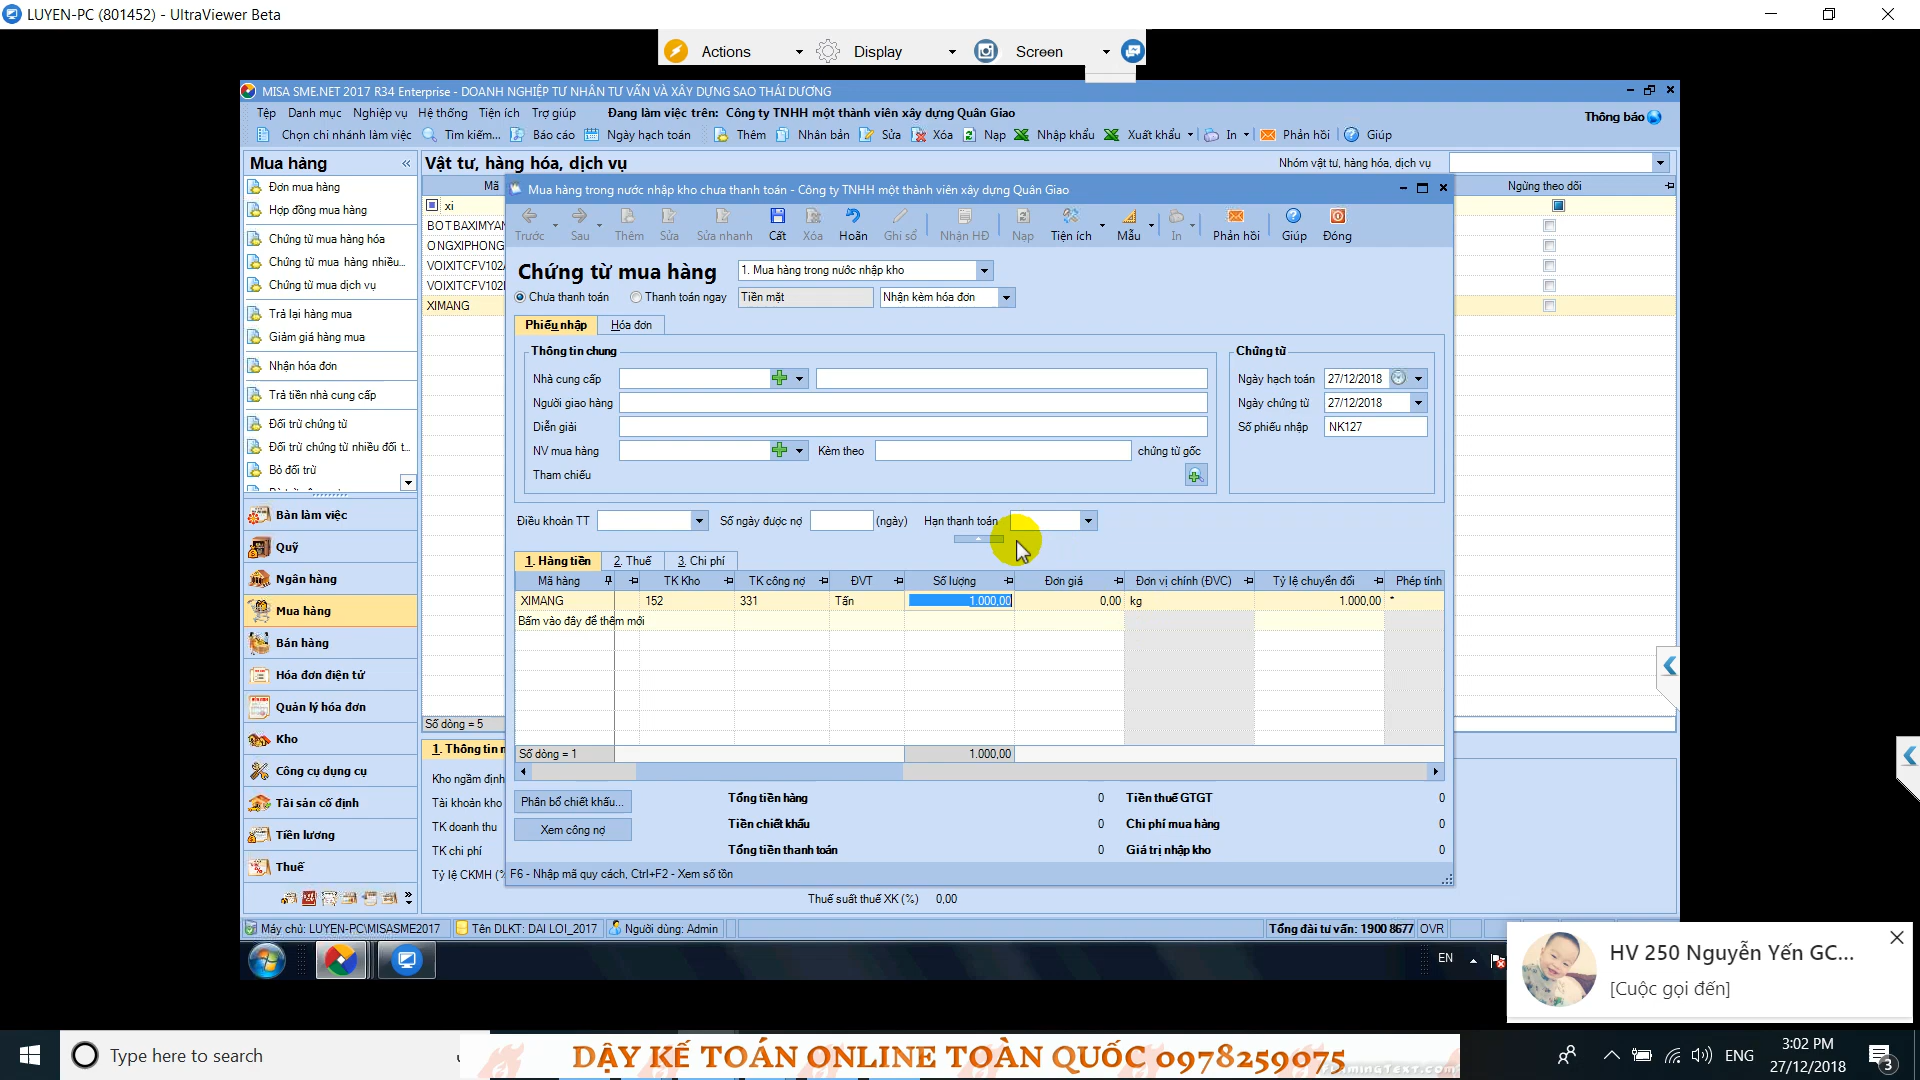 LUYEN-PC (801452) - UltraViewer Beta
Actions Display Screen
MISA SME.NET 2017 R34 Enterprise - DOANH NGHIỆP TƯ NHÂN TƯ VẤN VÀ XÂY DỰNG SAO THÁI DƯƠNG
Tệp Danh mục Nghiệp vụ Hệ thống Tiện ích Trợ giúp Đang làm việc trên: Công ty TNHH một thành viên xây dựng Quân Giao
Thông báo
Chọn chi nhánh làm việc Tìm kiếm... Báo cáo Ngày hạch toán Thêm Nhân bản Sửa Xóa Nạp Nhập khẩu Xuất khẩu In Phản hồi Giúp
Mua hàng «
Vật tư, hàng hóa, dịch vụ
Nhóm vật tư, hàng hóa, dịch vụ
Đơn mua hàng
Hợp đồng mua hàng
Chứng từ mua hàng hóa
Chứng từ mua hàng nhiều...
Chứng từ mua dịch vụ
Trả lại hàng mua
Giảm giá hàng mua
Nhận hóa đơn
Trả tiền nhà cung cấp
Đối trừ chứng từ
Đối trừ chứng từ nhiều đối t...
Bỏ đối trừ
Bàn làm việc
Quỹ
Ngân hàng
Mua hàng
Bán hàng
Hóa đơn điện tử
Quản lý hóa đơn
Kho
Công cụ dụng cụ
Tài sản cố định
Tiền lương
Thuế
Mã
Ngừng theo dõi
xi
BOTBAXIMYAN
ONGXIPHONG
VOIXITCFV102
VOIXITCFV102
XIMANG
Số dòng = 5
1. Thông tin
Kho ngầm định
Tài khoản kho
TK doanh thu
TK chi phí
Tỷ lệ CKMH (%
Mua hàng trong nước nhập kho chưa thanh toán - Công ty TNHH một thành viên xây dựng Quân Giao
Trước Sau Thêm Sửa Sửa nhanh Cất Xóa Hoãn Ghi sổ Nhận HĐ Nạp Tiện ích Mẫu In Phản hồi Giúp Đóng
Chứng từ mua hàng 1. Mua hàng trong nước nhập kho
Chưa thanh toán Thanh toán ngay Tiền mặt Nhận kèm hóa đơn
Phiếu nhập Hóa đơn
Thông tin chung Chứng từ
Nhà cung cấp Ngày hạch toán 27/12/2018
Người giao hàng Ngày chứng từ 27/12/2018
Diễn giải Số phiếu nhập NK127
NV mua hàng Kèm theo chứng từ gốc
Tham chiếu
Điều khoản TT Số ngày được nợ (ngày) Hạn thanh toán
1. Hàng tiền 2. Thuế 3. Chi phí
Mã hàng TK Kho TK công nợ ĐVT Số lượng Đơn giá Đơn vị chính (ĐVC) Tỷ lệ chuyển đổi Phép tính
XIMANG 152 331 Tấn 1.000,00 0,00 kg 1.000,00 *
Bấm vào đây để thêm mới
Số dòng = 1 1.000,00
Phân bổ chiết khấu... Tổng tiền hàng 0 Tiền thuế GTGT 0
Xem công nợ Tiền chiết khấu 0 Chi phí mua hàng 0
Tổng tiền thanh toán 0 Giá trị nhập kho 0
F6 - Nhập mã quy cách, Ctrl+F2 - Xem số tồn
Thuế suất thuế XK (%) 0,00
Máy chủ: LUYEN-PC\MISASME2017 Tên DLKT: DAI LOI_2017 Người dùng: Admin Tổng đài tư vấn: 1900 8677 OVR
EN
HV 250 Nguyễn Yến GC...
[Cuộc gọi đến]
Type here to search
DẠY KẾ TOÁN ONLINE TOÀN QUỐC 0978259075
ENG
3:02 PM
27/12/2018
3